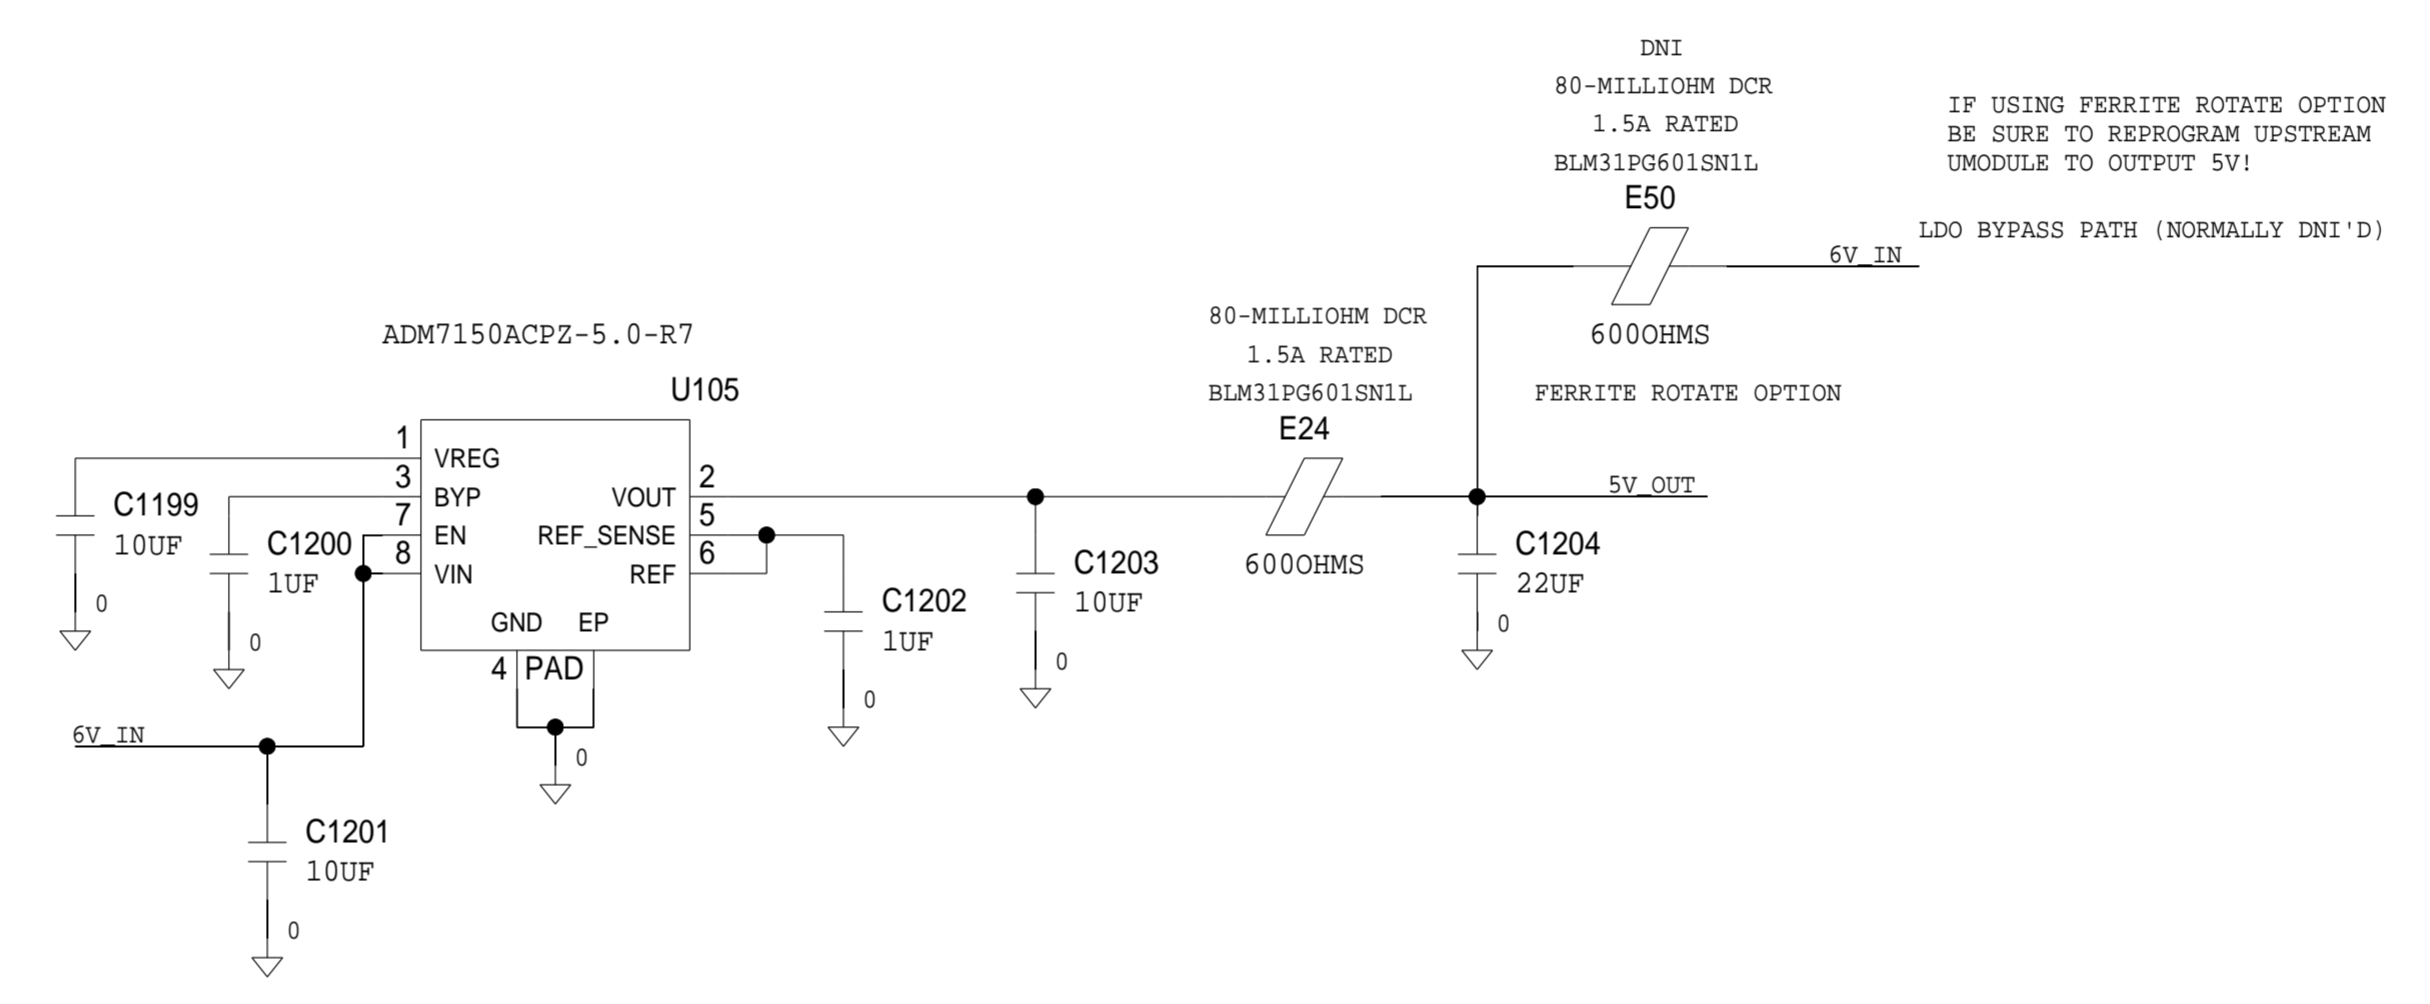 DNI
80-MILLIOHM DCR
1.5A RATED
BLM31PG601SN1L
E50
600OHMS
IF USING FERRITE ROTATE OPTION
BE SURE TO REPROGRAM UPSTREAM
UMODULE TO OUTPUT 5V!
LDO BYPASS PATH (NORMALLY DNI'D)
6V_IN
FERRITE ROTATE OPTION
80-MILLIOHM DCR
1.5A RATED
BLM31PG601SN1L
E24
600OHMS
5V_OUT
ADM7150ACPZ-5.0-R7
U105
1
VREG
3
BYP
7
EN
8
VIN
2
VOUT
5
REF_SENSE
6
REF
GND EP
4 PAD
0
C1199
10UF
0
C1200
1UF
0
6V_IN
C1201
10UF
0
C1202
1UF
0
C1203
10UF
0
C1204
22UF
0